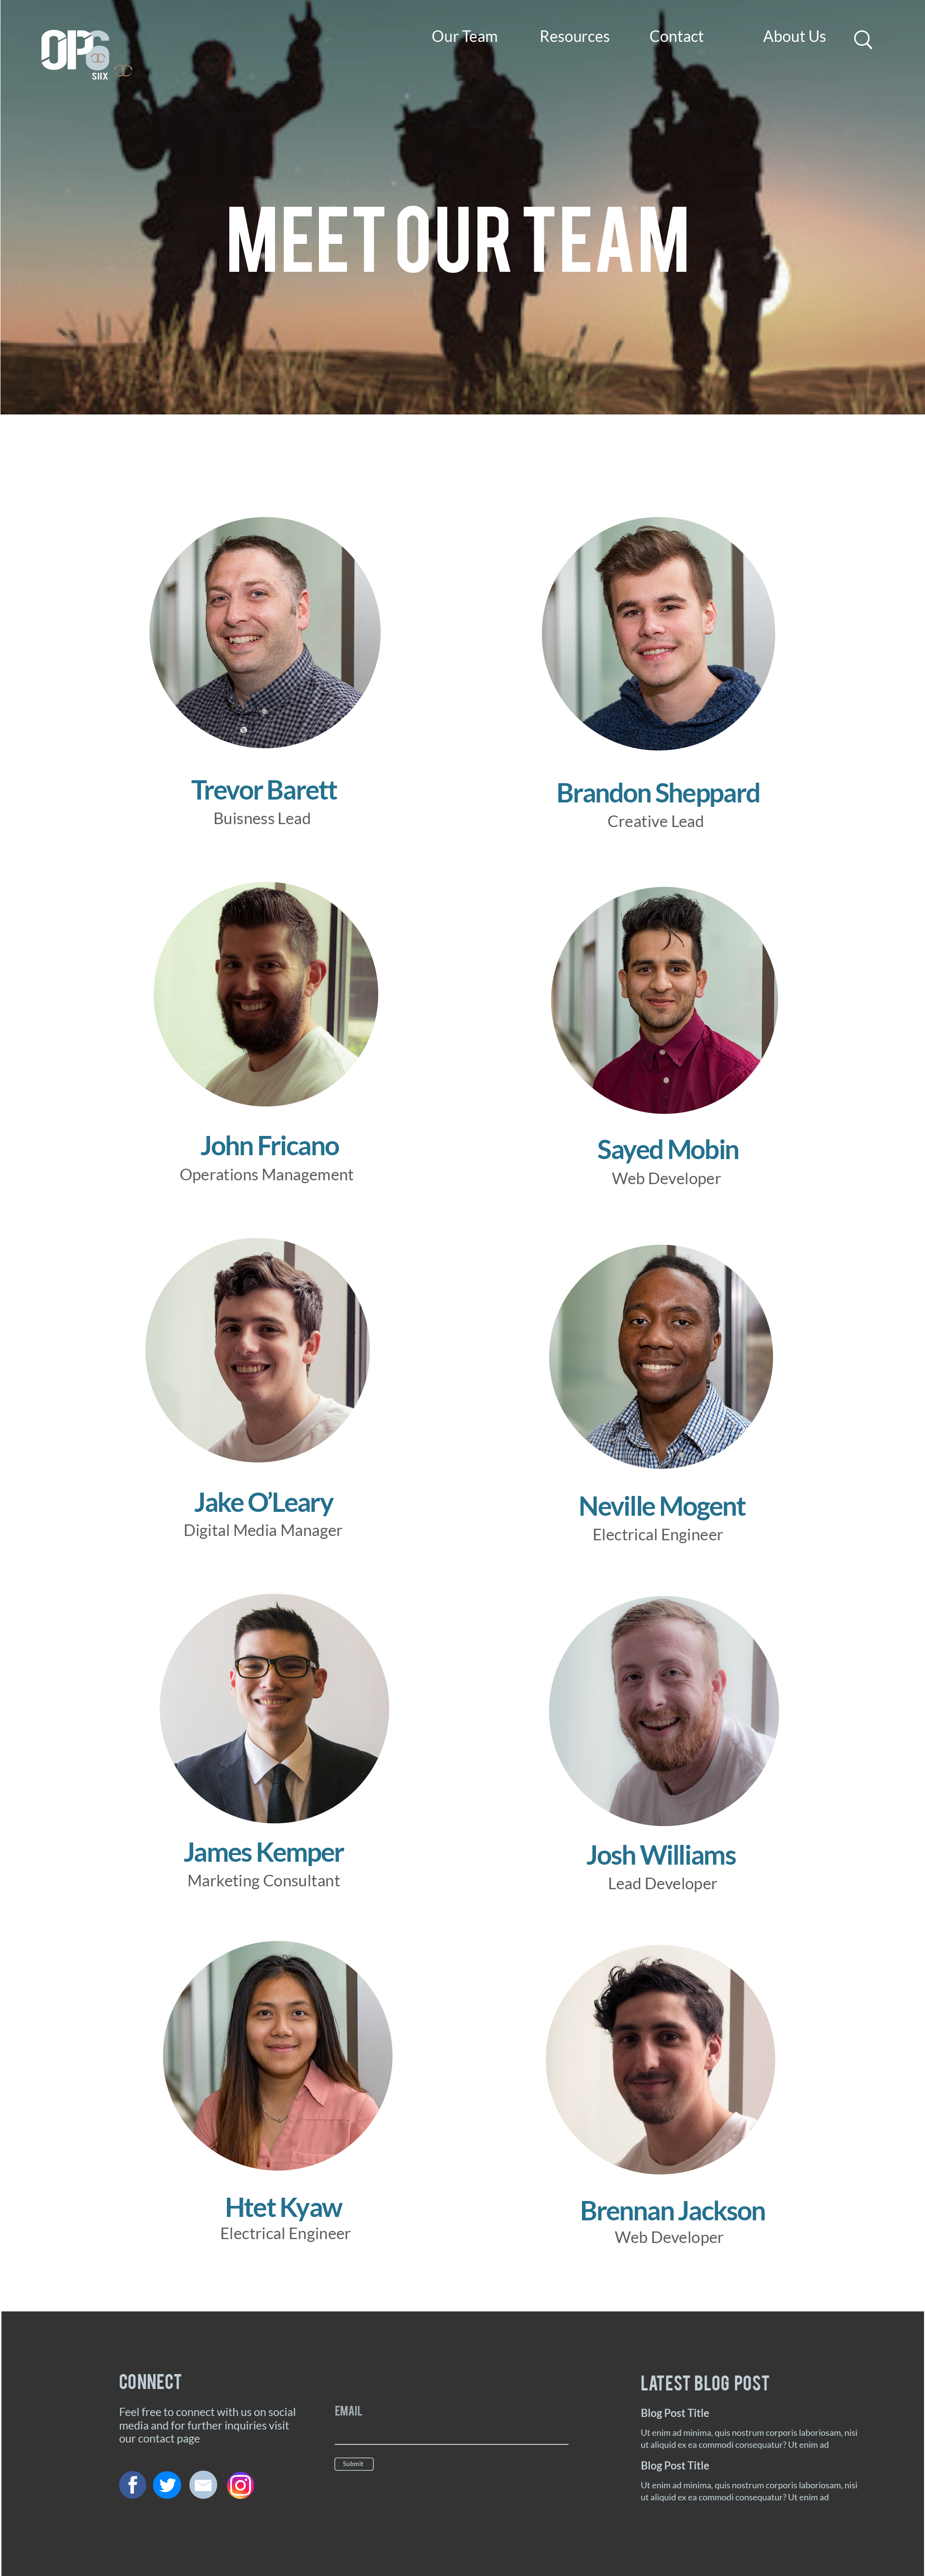 OP6
SIIX
Our Team
Resources
Contact
About Us
MEET OUR TEAM
Trevor Barett
Buisness Lead
Brandon Sheppard
Creative Lead
John Fricano
Operations Management
Sayed Mobin
Web Developer
Jake O'Leary
Digital Media Manager
Neville Mogent
Electrical Engineer
James Kemper
Marketing Consultant
Josh Williams
Lead Developer
Htet Kyaw
Electrical Engineer
Brennan Jackson
Web Developer
CONNECT
Feel free to connect with us on social
media and for further inquiries visit
our contact page
EMAIL
Submit
LATEST BLOG POST
Blog Post Title
Ut enim ad minima, quis nostrum corporis laboriosam, nisi
ut aliquid ex ea commodi consequatur? Ut enim ad
Blog Post Title
Ut enim ad minima, quis nostrum corporis laboriosam, nisi
ut aliquid ex ea commodi consequatur? Ut enim ad